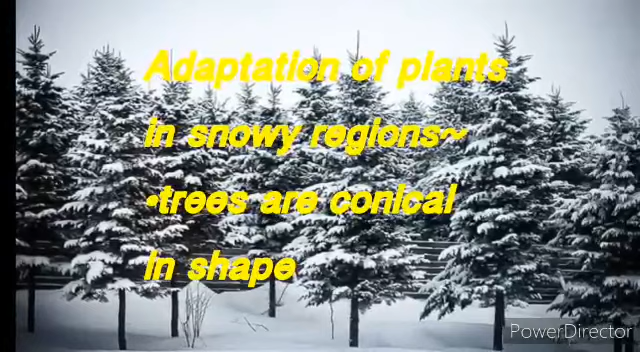 Adaptation of plants
in snowy regions~
•trees are conical
in shape
PowerDirector